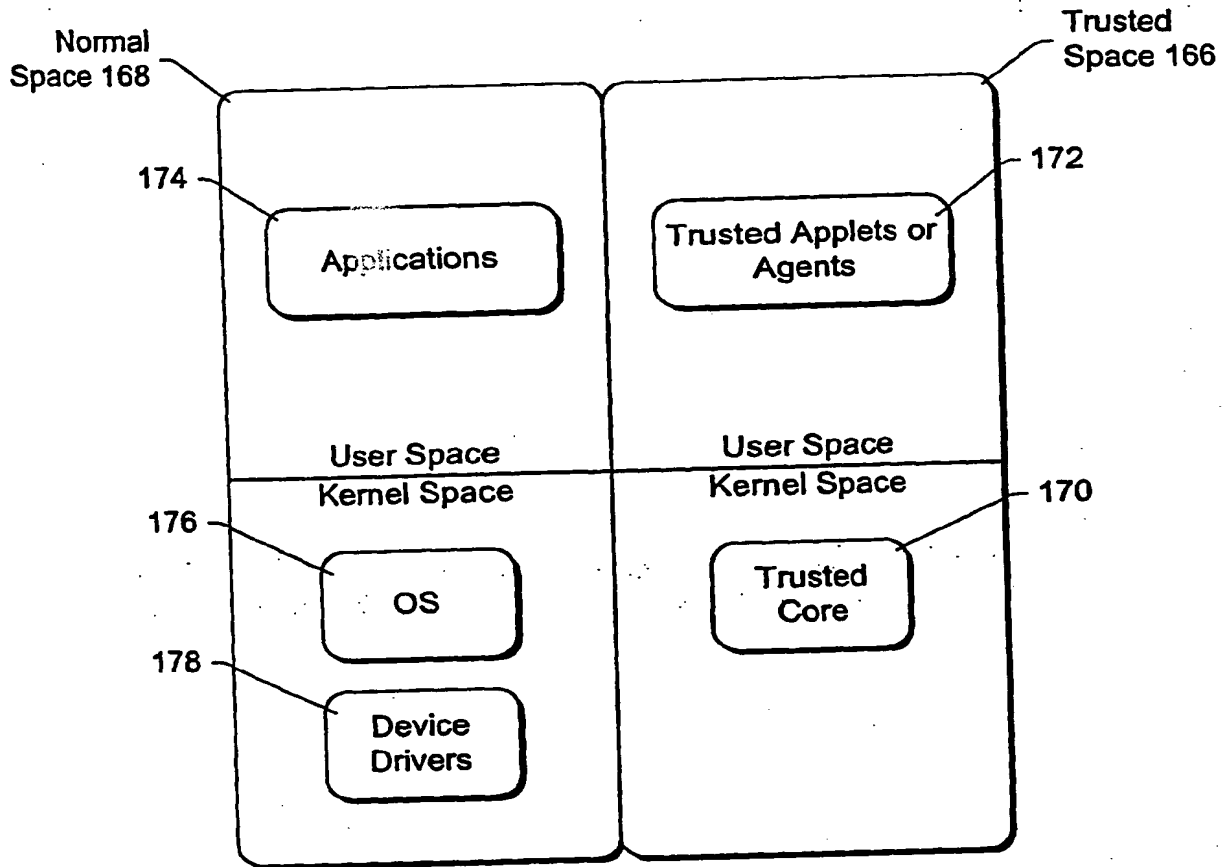 Normal
Space 168
Trusted
Space 166
174
172
Applications
Trusted Applets or
Agents
User Space
User Space
Kernel Space
Kernel Space
176
170
OS
Trusted
Core
178
Device
Drivers